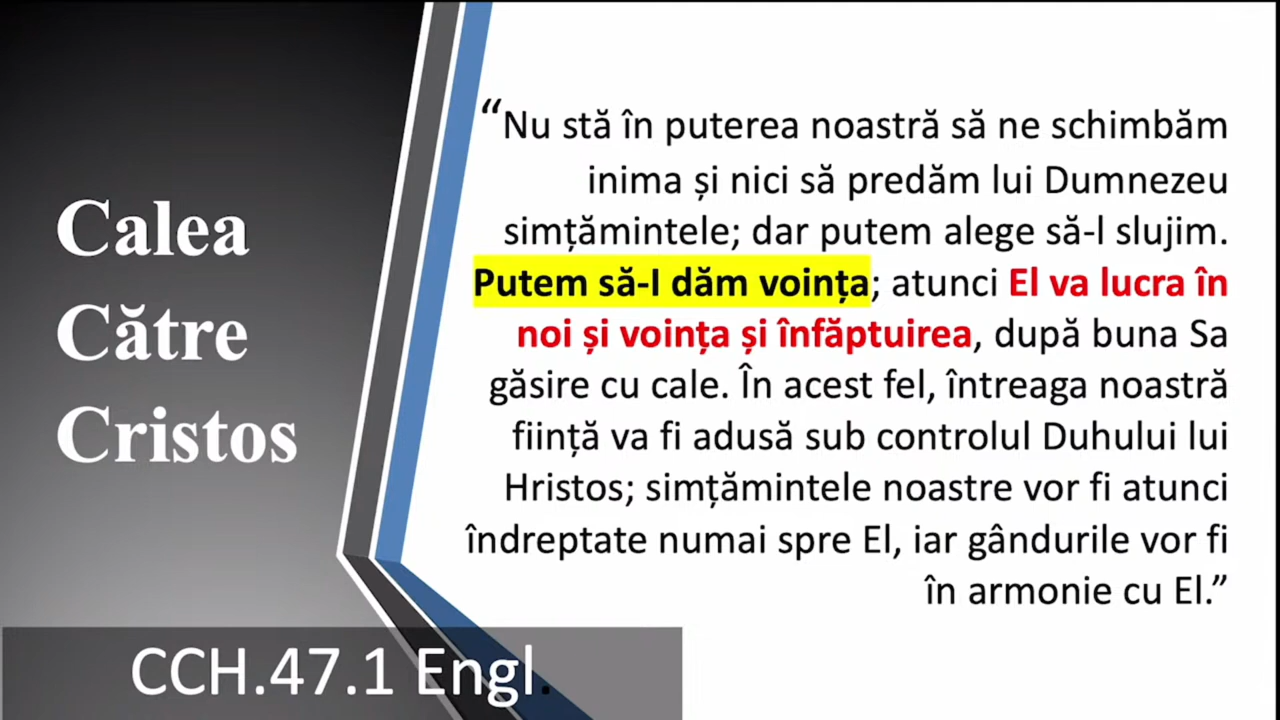 Calea
Către
Cristos
“Nu stă în puterea noastră să ne schimbăm
inima și nici să predăm lui Dumnezeu
simțămintele; dar putem alege să-l slujim.
Putem să-I dăm voința; atunci El va lucra în
noi și voința și înfăptuirea, după buna Sa
găsire cu cale. În acest fel, întreaga noastră
ființă va fi adusă sub controlul Duhului lui
Hristos; simțămintele noastre vor fi atunci
îndreptate numai spre El, iar gândurile vor fi
în armonie cu El.”
CCH.47.1 Engl.